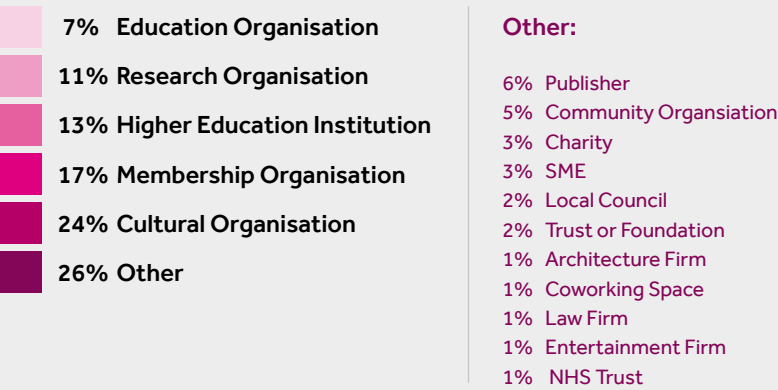 7% Education Organisation
11% Research Organisation
13% Higher Education Institution
17% Membership Organisation
24% Cultural Organisation
26% Other
Other:
6% Publisher
5% Community Organsiation
3% Charity
3% SME
2% Local Council
2% Trust or Foundation
1% Architecture Firm
1% Coworking Space
1% Law Firm
1% Entertainment Firm
1% NHS Trust